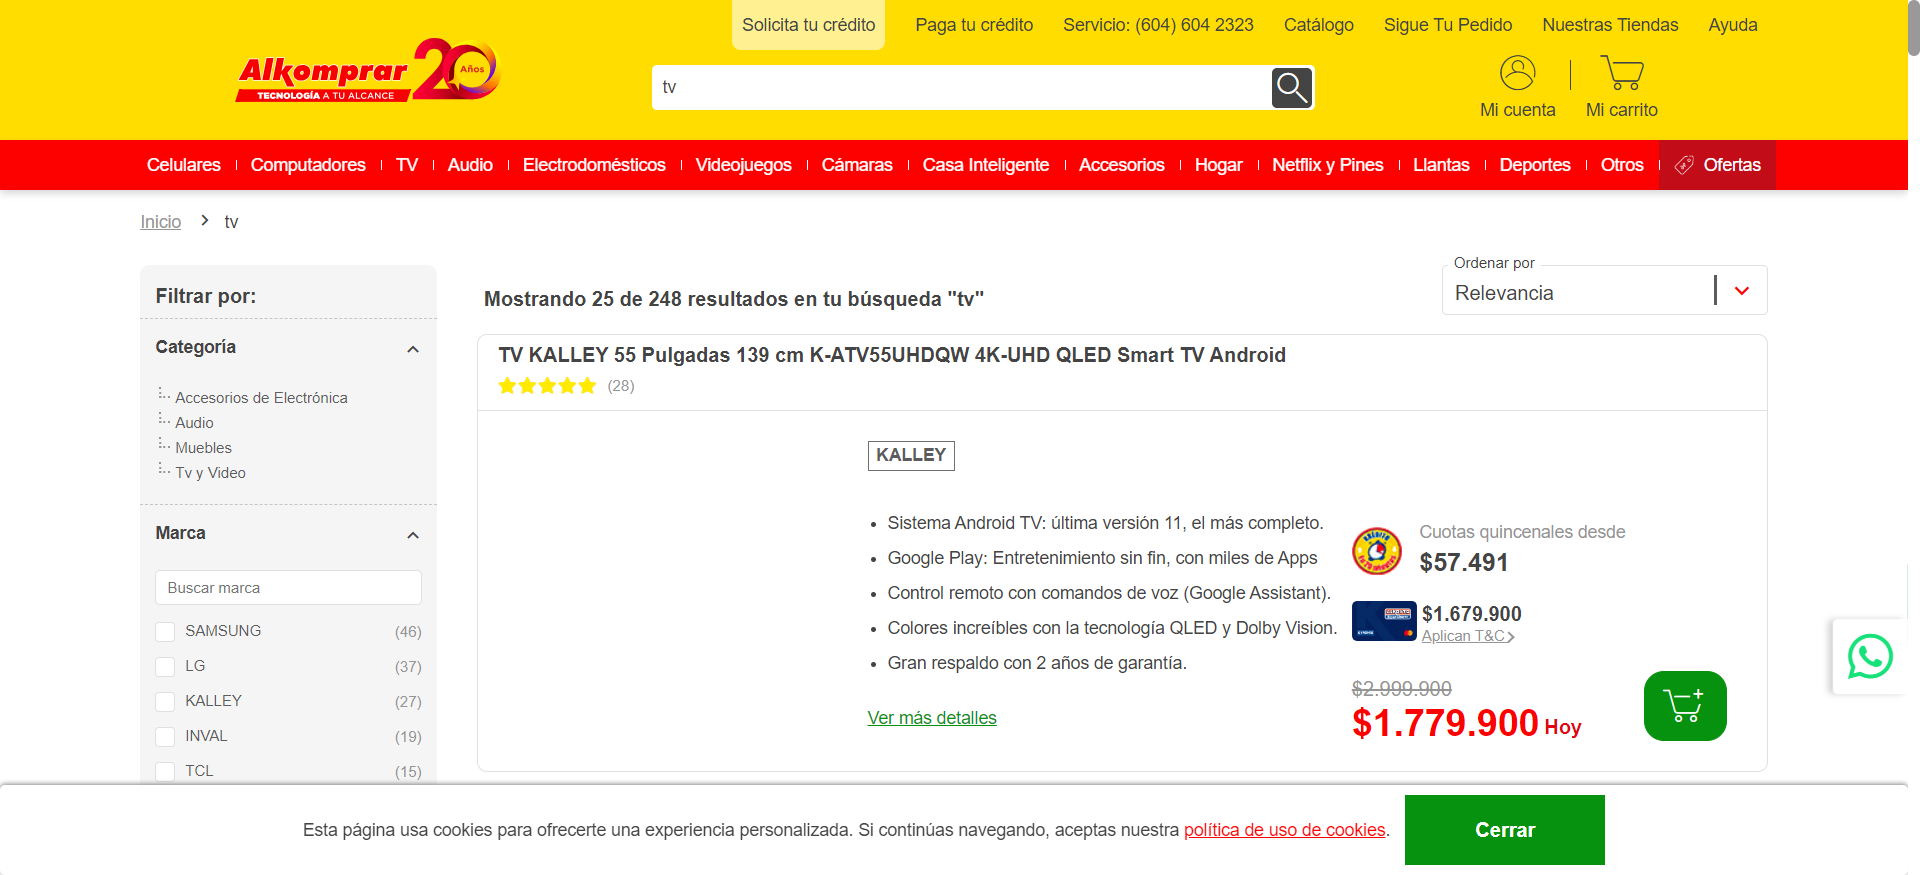 Solicita tu crédito
Paga tu crédito
Servicio: (604) 604 2323
Catálogo
Sigue Tu Pedido
Nuestras Tiendas
Ayuda
Alkomprar 20 Años
TECNOLOGÍA A TU ALCANCE
tv
Mi cuenta
Mi carrito
Celulares
Computadores
TV
Audio
Electrodomésticos
Videojuegos
Cámaras
Casa Inteligente
Accesorios
Hogar
Netflix y Pines
Llantas
Deportes
Otros
Ofertas
Inicio > tv
Filtrar por:
Categoría
Accesorios de Electrónica
Audio
Muebles
Tv y Video
Marca
Buscar marca
SAMSUNG (46)
LG (37)
KALLEY (27)
INVAL (19)
TCL (15)
Mostrando 25 de 248 resultados en tu búsqueda "tv"
Ordenar por
Relevancia
TV KALLEY 55 Pulgadas 139 cm K-ATV55UHDQW 4K-UHD QLED Smart TV Android
(28)
KALLEY
• Sistema Android TV: última versión 11, el más completo.
• Google Play: Entretenimiento sin fin, con miles de Apps
• Control remoto con comandos de voz (Google Assistant).
• Colores increíbles con la tecnología QLED y Dolby Vision.
• Gran respaldo con 2 años de garantía.
Ver más detalles
Cuotas quincenales desde
$57.491
$1.679.900
Aplican T&C
$2.999.900
$1.779.900 Hoy
Esta página usa cookies para ofrecerte una experiencia personalizada. Si continúas navegando, aceptas nuestra política de uso de cookies.
Cerrar